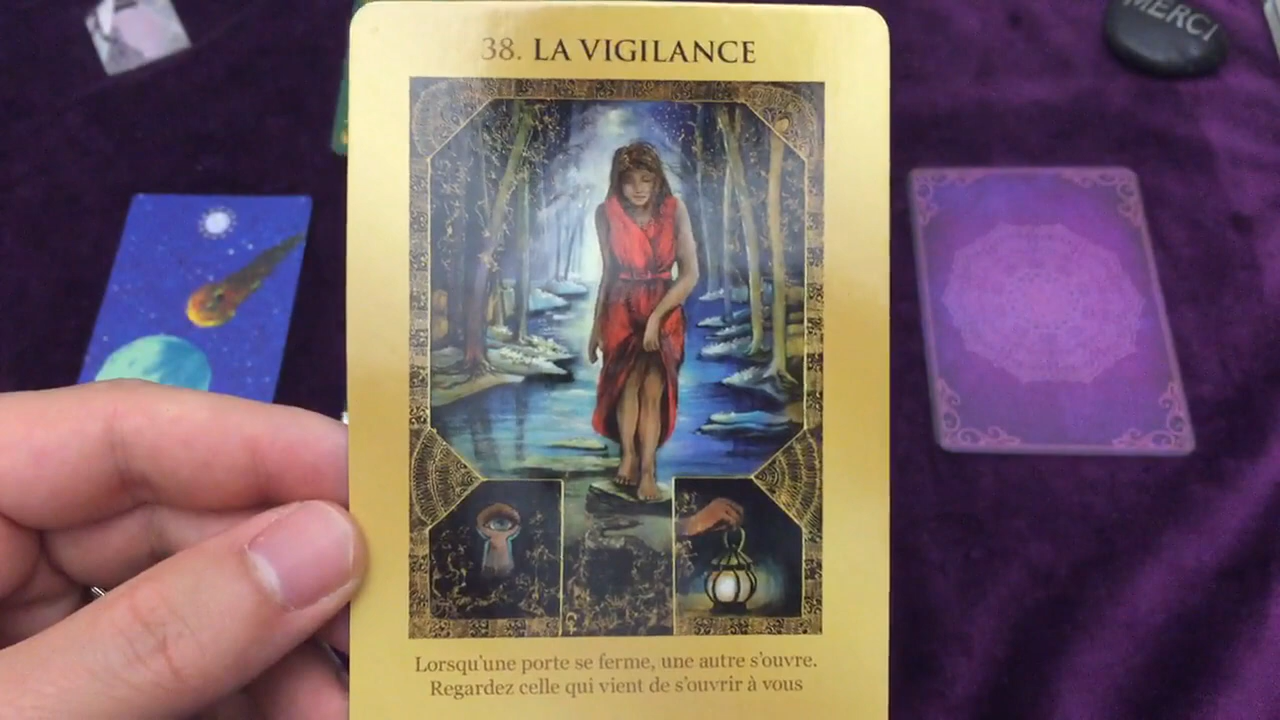 MERCI
38. LA VIGILANCE
Lorsqu'une porte se ferme, une autre s'ouvre.
Regardez celle qui vient de s'ouvrir à vous